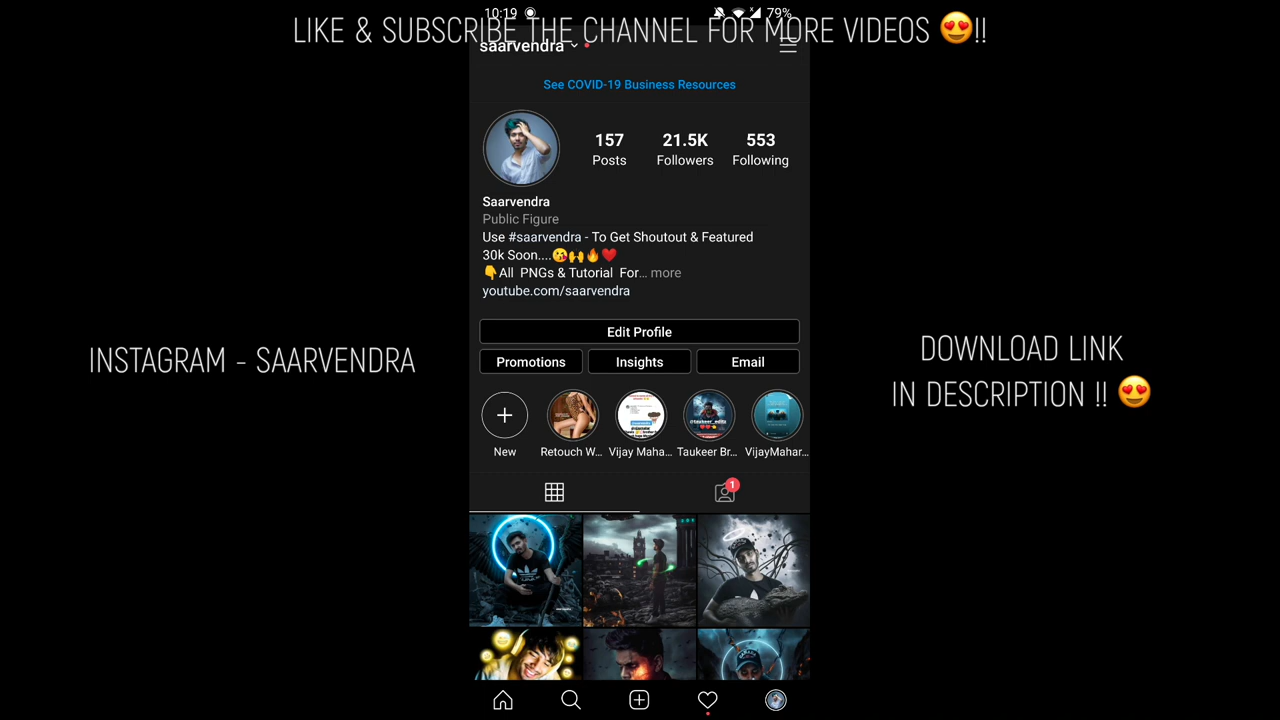 10:19
79%
LIKE & SUBSCRIBE THE CHANNEL FOR MORE VIDEOS 😍!!
saarvendra
See COVID-19 Business Resources
157
21.5K
553
Posts
Followers
Following
Saarvendra
Public Figure
Use #saarvendra - To Get Shoutout & Featured
30k Soon....😘🙌🔥❤️
👇All PNGs & Tutorial For... more
youtube.com/saarvendra
Edit Profile
Promotions
Insights
Email
INSTAGRAM - SAARVENDRA
DOWNLOAD LINK
IN DESCRIPTION !! 😍
@taukeer_edits
New
Retouch W...
Vijay Maha...
Taukeer Br...
VijayMahar...
1